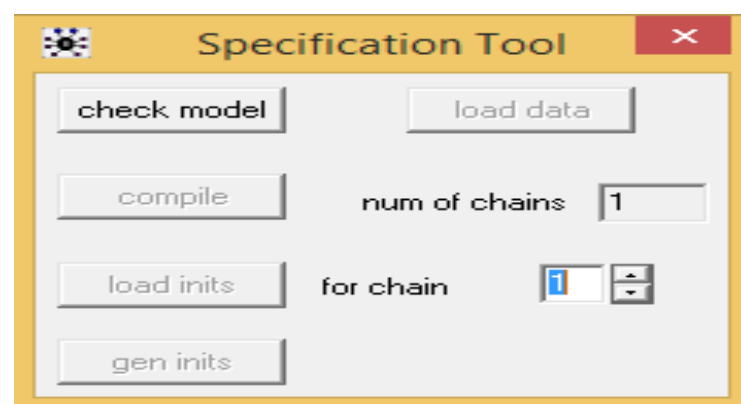 Specification Tool
check model load data
compile num of chains 1
load inits for chain 1
gen inits